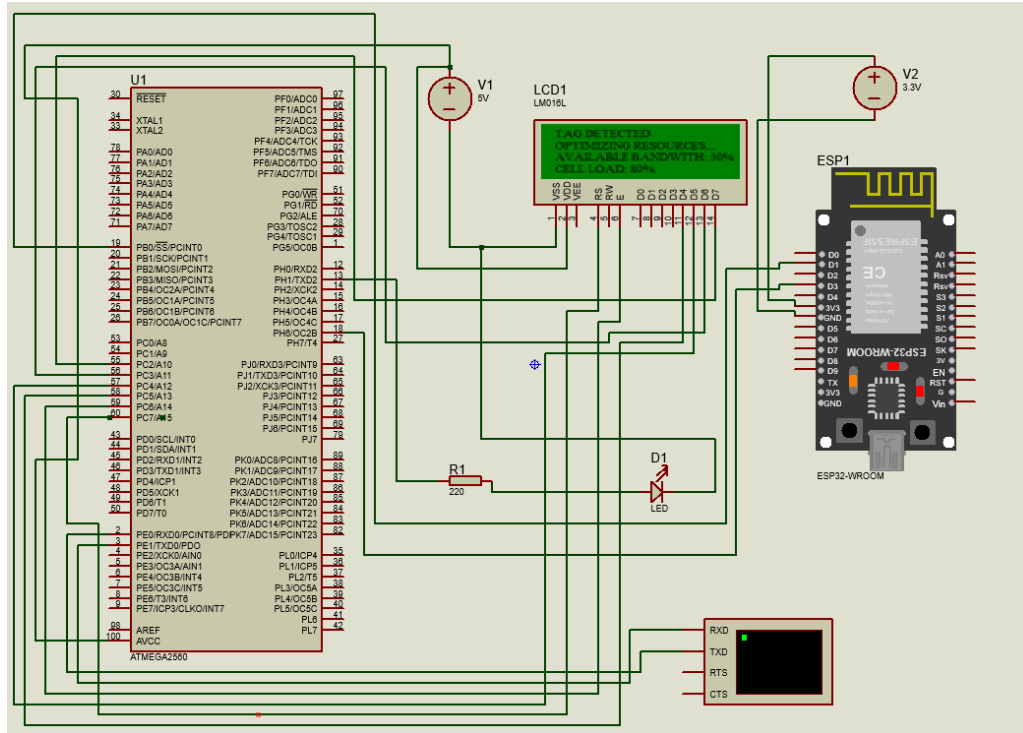 U1
30 RESET PF0/ADC0 97
PF1/ADC1 96
34 XTAL1 PF2/ADC2 95
33 XTAL2 PF3/ADC3 94
PF4/ADC4/TCK 93
78 PA0/AD0 PF5/ADC5/TMS 92
77 PA1/AD1 PF6/ADC6/TDO 91
76 PA2/AD2 PF7/ADC7/TDI 90
75 PA3/AD3
74 PA4/AD4 PG0/WR 51
73 PA5/AD5 PG1/RD 52
72 PA6/AD6 PG2/ALE 70
71 PA7/AD7 PG3/TOSC2 28
PG4/TOSC1 29
19 PB0/SS/PCINT0 PG5/OC0B 1
20 PB1/SCK/PCINT1
21 PB2/MOSI/PCINT2 PH0/RXD2 12
22 PB3/MISO/PCINT3 PH1/TXD2 13
23 PB4/OC2A/PCINT4 PH2/XCK2 14
24 PB5/OC1A/PCINT5 PH3/OC4A 15
25 PB6/OC1B/PCINT6 PH4/OC4B 16
26 PB7/OC0A/OC1C/PCINT7 PH5/OC4C 17
PH6/OC2B 18
53 PC0/A8 PH7/T4 27
54 PC1/A9
55 PC2/A10 PJ0/RXD3/PCINT9 63
56 PC3/A11 PJ1/TXD3/PCINT10 64
57 PC4/A12 PJ2/XCK3/PCINT11 65
58 PC5/A13 PJ3/PCINT12 66
59 PC6/A14 PJ4/PCINT13 67
60 PC7/A15 PJ5/PCINT14 68
PJ6/PCINT15 69
43 PD0/SCL/INT0 PJ7 79
44 PD1/SDA/INT1
45 PD2/RXD1/INT2 PK0/ADC8/PCINT16 89
46 PD3/TXD1/INT3 PK1/ADC9/PCINT17 88
47 PD4/ICP1 PK2/ADC10/PCINT18 87
48 PD5/XCK1 PK3/ADC11/PCINT19 86
49 PD6/T1 PK4/ADC12/PCINT20 85
50 PD7/T0 PK5/ADC13/PCINT21 84
PK6/ADC14/PCINT22 83
2 PE0/RXD0/PCINT8/PDI PK7/ADC15/PCINT23 82
3 PE1/TXD0/PDO
4 PE2/XCK0/AIN0 PL0/ICP4 35
5 PE3/OC3A/AIN1 PL1/ICP5 36
6 PE4/OC3B/INT4 PL2/T5 37
7 PE5/OC3C/INT5 PL3/OC5A 38
8 PE6/T3/INT6 PL4/OC5B 39
9 PE7/ICP3/CLKO/INT7 PL5/OC5C 40
PL6 41
98 AREF PL7 42
100 AVCC
ATMEGA2560
V1
5V
LCD1
LM016L
TAG DETECTED
OPTIMIZING RESOURCES...
AVAILABLE BANDWITH: 50%
CELL LOAD: 80%
VSS VDD VEE RS RW E D0 D1 D2 D3 D4 D5 D6 D7
1 2 3 4 5 6 7 8 9 10 11 12 13 14
V2
3.3V
ESP1
ESPRESSIF
CE
D0 A0
D1 A1
D2 Rsv
D3 Rsv
D4 S3
3V3 S2
GND S1
D5 SC
D6 SO
D7 SK
D8 3V
D9 EN
TX RST
3V3 G
GND Vin
ESP32-WROOM
ESP32-WROOM
R1
220
D1
LED
RXD
TXD
RTS
CTS